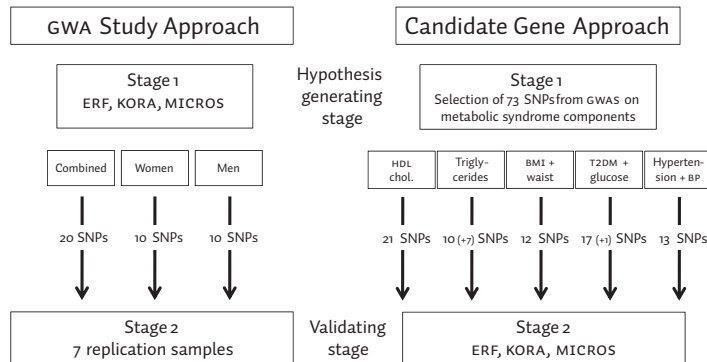 GWA Study Approach
Candidate Gene Approach
Stage 1
ERF, KORA, MICROS
Hypothesis
generating
stage
Stage 1
Selection of 73 SNPs from GWAS on
metabolic syndrome components
Combined
Women
Men
HDL
chol.
Trigly-
cerides
BMI +
waist
T2DM +
glucose
Hyperten-
sion + BP
20 SNPs
10 SNPs
10 SNPs
21 SNPs
10 (+7) SNPs
12 SNPs
17 (+1) SNPs
13 SNPs
Stage 2
7 replication samples
Validating
stage
Stage 2
ERF, KORA, MICROS